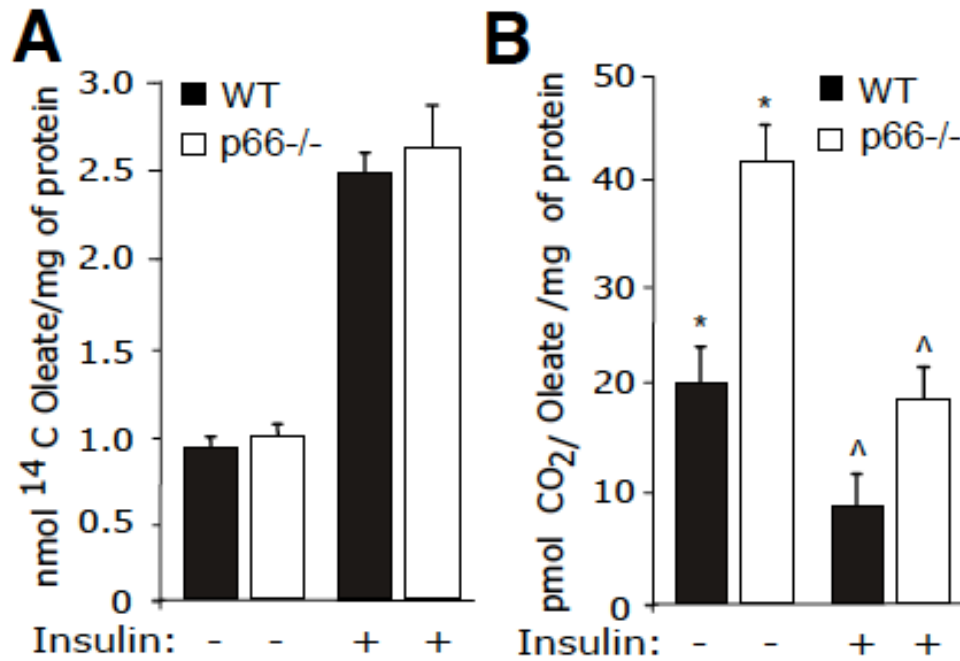 A
nmol 14 C Oleate/mg of protein
3.0
2.5
2.0
1.5
1.0
0.5
0
WT
p66-/-
Insulin: - - + +
B
pmol CO2/ Oleate /mg of protein
50
40
30
20
10
0
WT
p66-/-
*
*
^
^
Insulin: - - + +